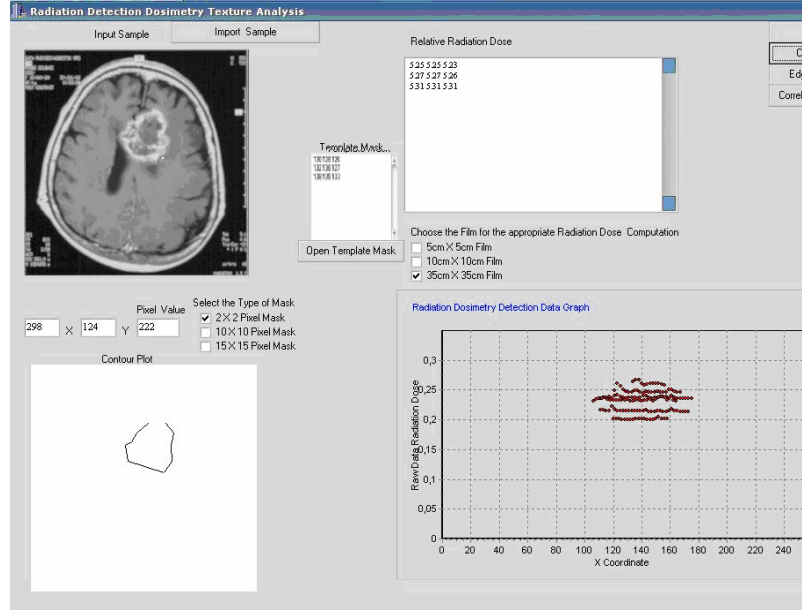 Radiation Detection Dosimetry Texture Analysis
Input Sample
Import Sample
Relative Radiation Dose
5.25 5.25 5.23
5.27 5.27 5.26
5.31 5.31 5.31
Template Mask...
Open Template Mask
Choose the Film for the appropriate Radiation Dose Computation
5cm X 5cm Film
10cm X 10cm Film
35cm X 35cm Film
Pixel Value
298 X 124 Y 222
Select the Type of Mask
2 X 2 Pixel Mask
10 X 10 Pixel Mask
15 X 15 Pixel Mask
Contour Plot
Radiation Dosimetry Detection Data Graph
Raw Data Radiation Dose
0,3
0,25
0,2
0,15
0,1
0,05
0
0 20 40 60 80 100 120 140 160 180 200 220 240
X Coordinate